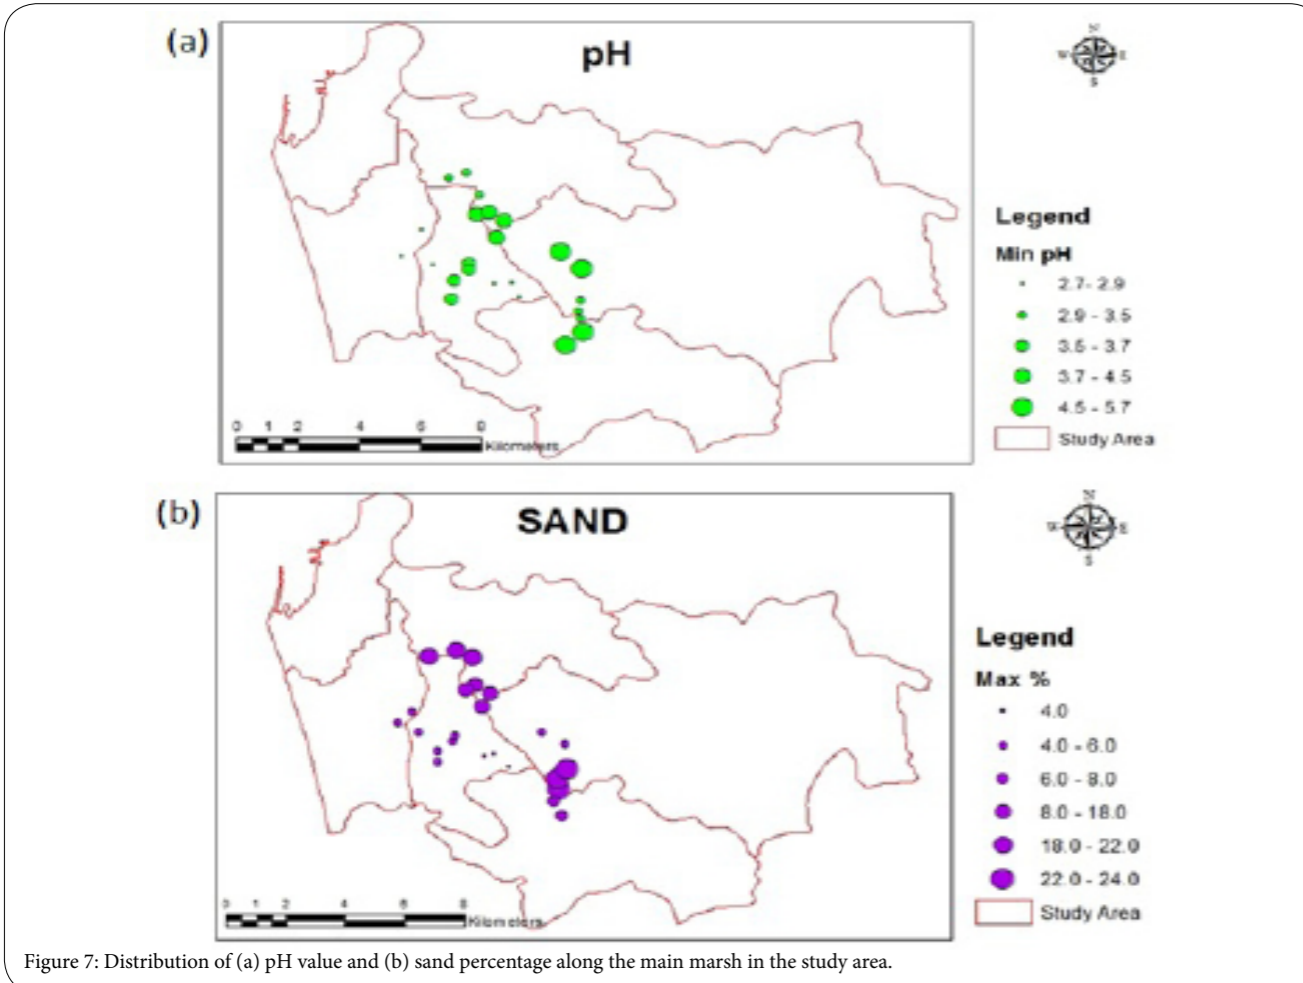 (a)
pH
N
W E
S
Legend
Min pH
2.7- 2.9
2.9 - 3.5
3.5 - 3.7
3.7 - 4.5
4.5 - 5.7
Study Area
0 1 2 4 6 8
Kilometers
(b)
SAND
N
W E
S
Legend
Max %
4.0
4.0 - 6.0
6.0 - 8.0
8.0 - 18.0
18.0 - 22.0
22.0 - 24.0
Study Area
0 1 2 4 6 8
Kilometers
Figure 7: Distribution of (a) pH value and (b) sand percentage along the main marsh in the study area.